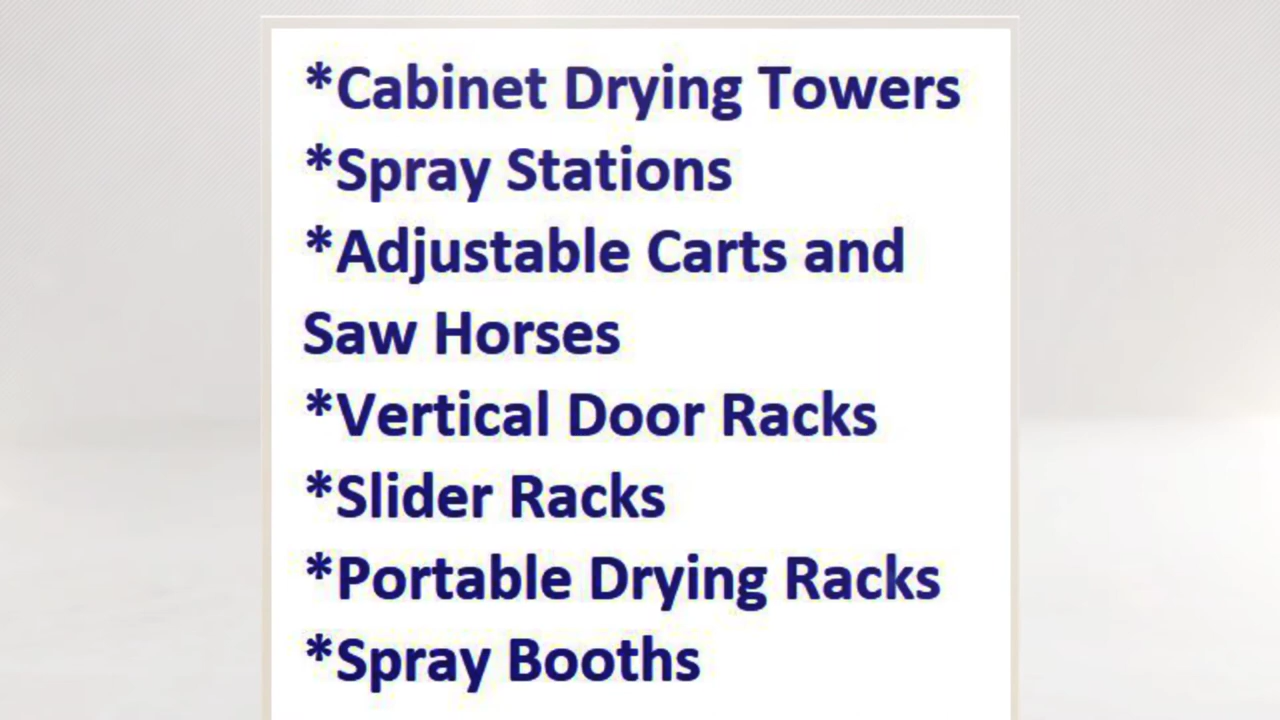 *Cabinet Drying Towers
*Spray Stations
*Adjustable Carts and
Saw Horses
*Vertical Door Racks
*Slider Racks
*Portable Drying Racks
*Spray Booths